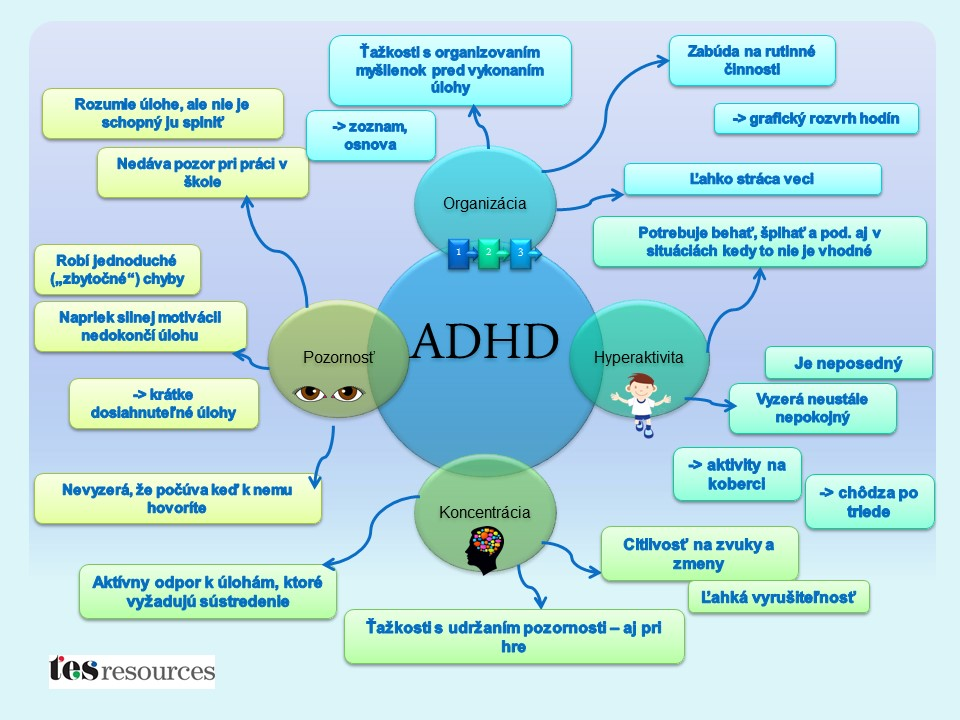 Ťažkosti s organizovaním
myšlienok pred vykonaním
úlohy
Zabúda na rutinné
činnosti
Rozumie úlohe, ale nie je
schopný ju splniť
-> zoznam,
osnova
-> grafický rozvrh hodín
Nedáva pozor pri práci v
škole
Ľahko stráca veci
Organizácia
Potrebuje behať, šplhať a pod. aj v
situáciách kedy to nie je vhodné
1 2 3
Robí jednoduché
(„zbytočné“) chyby
Napriek silnej motivácii
nedokončí úlohu
ADHD
Pozornosť
Hyperaktivita
Je neposedný
-> krátke
dosiahnuteľné úlohy
Vyzerá neustále
nepokojný
-> aktivity na
koberci
-> chôdza po
triede
Nevyzerá, že počúva keď k nemu
hovoríte
Koncentrácia
Citlivosť na zvuky a
zmeny
Aktívny odpor k úlohám, ktoré
vyžadujú sústredenie
Ľahká vyrušiteľnosť
Ťažkosti s udržaním pozornosti – aj pri
hre
tes resources